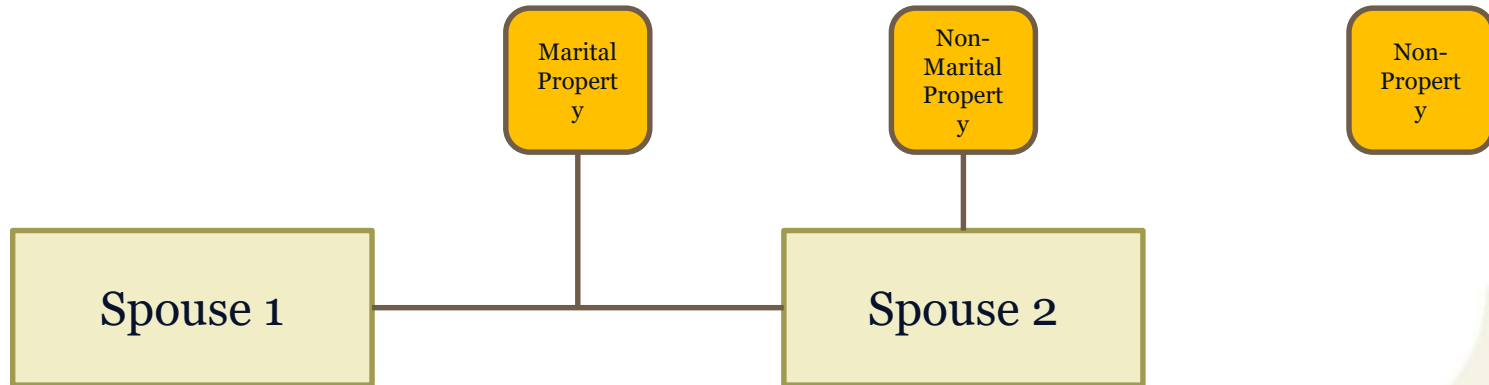 Marital
Propert
y
Non-
Marital
Propert
y
Non-
Propert
y
Spouse 1
Spouse 2